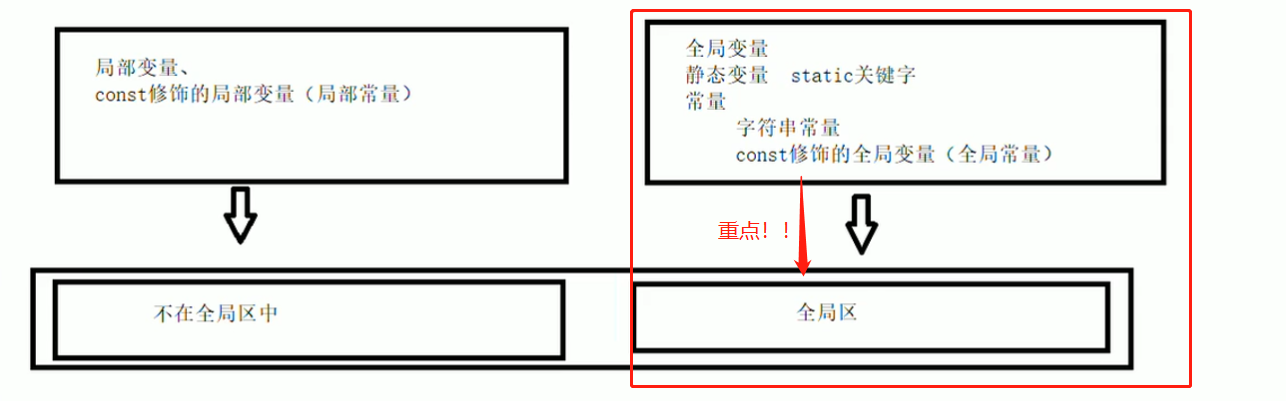 局部变量、
const修饰的局部变量（局部常量）
全局变量
静态变量 static关键字
常量
字符串常量
const修饰的全局变量（全局常量）
重点！！
不在全局区中
全局区